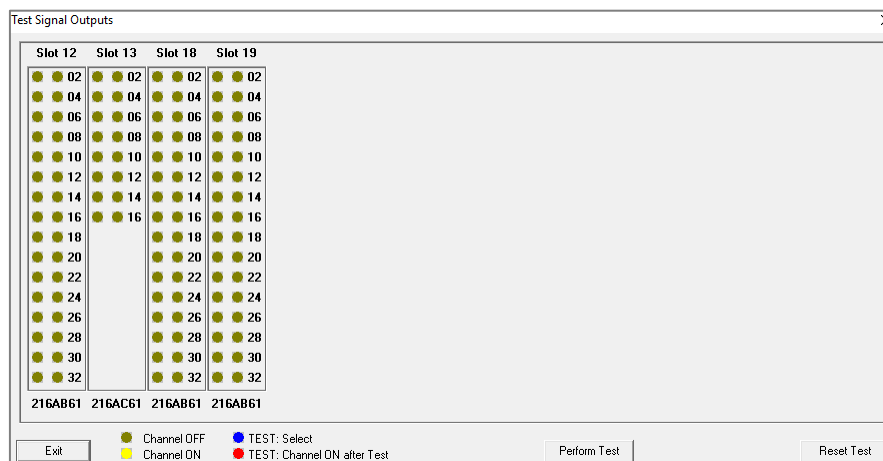 Test Signal Outputs
Slot 12 Slot 13 Slot 18 Slot 19
02 02 02 02
04 04 04 04
06 06 06 06
08 08 08 08
10 10 10 10
12 12 12 12
14 14 14 14
16 16 16 16
18 18 18
20 20 20
22 22 22
24 24 24
26 26 26
28 28 28
30 30 30
32 32 32
216AB61 216AC61 216AB61 216AB61
Channel OFF TEST: Select
Exit Perform Test Reset Test
Channel ON TEST: Channel ON after Test